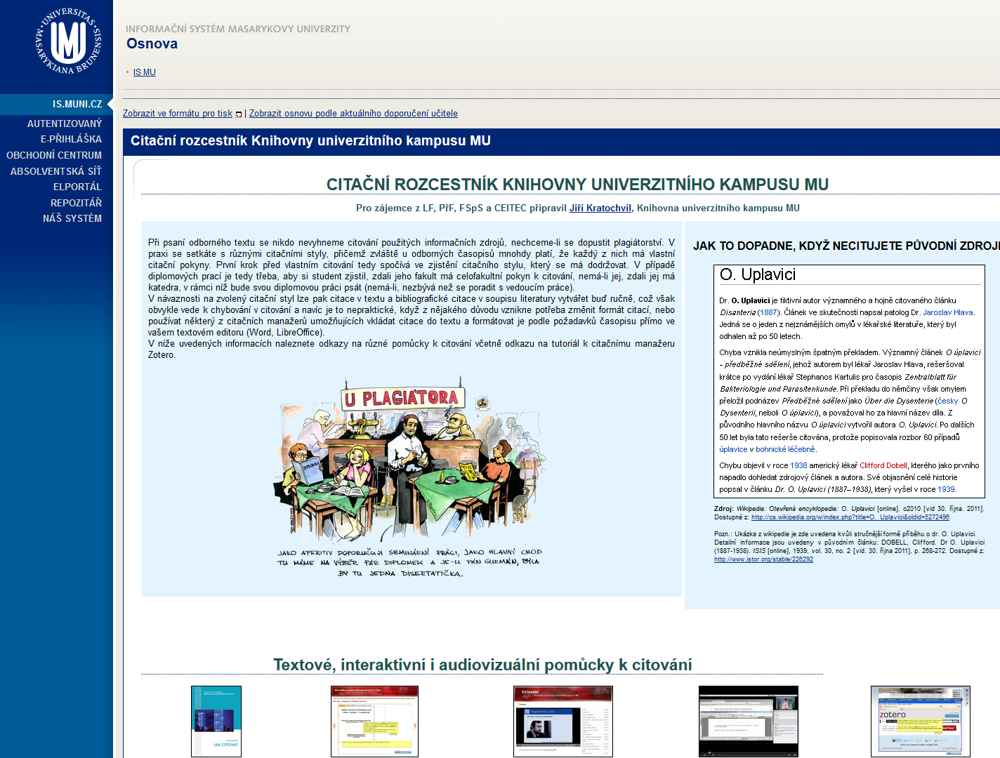 UNIVERSITAS MASARYKIANA BRUNENSIS
INFORMAČNÍ SYSTÉM MASARYKOVY UNIVERZITY
Osnova
IS MU
IS.MUNI.CZ
AUTENTIZOVANÝ
E-PŘIHLÁŠKA
OBCHODNÍ CENTRUM
ABSOLVENTSKÁ SÍŤ
ELPORTÁL
REPOZITÁŘ
NÁŠ SYSTÉM
Zobrazit ve formátu pro tisk | Zobrazit osnovu podle aktuálního doporučení učitele
Citační rozcestník Knihovny univerzitního kampusu MU
CITAČNÍ ROZCESTNÍK KNIHOVNY UNIVERZITNÍHO KAMPUSU MU
Pro zájemce z LF, PřF, FSpS a CEITEC připravil Jiří Kratochvíl, Knihovna univerzitního kampusu MU
Při psaní odborného textu se nikdo nevyhneme citování použitých informačních zdrojů, nechceme-li se dopustit plagiátorství. V
praxi se setkáte s různými citačními styly, přičemž zvláště u odborných časopisů mnohdy platí, že každý z nich má vlastní
citační pokyny. První krok před vlastním citování tedy spočívá ve zjistění citačního stylu, který se má dodržovat. V případě
diplomových prací je tedy třeba, aby si student zjistil, zdali jeho fakult má celofakultní pokyn k citování, nemá-li jej, zdali jej má
katedra, v rámci níž bude svou diplomovou práci psát (nemá-li, nezbývá než se poradit s vedoucím práce).
V návaznosti na zvolený citační styl lze pak citace v textu a bibliografické citace v soupisu literatury vytvářet buď ručně, což však
obvykle vede k chybování v citování a navíc je to nepraktické, když z nějakého důvodu vznikne potřeba změnit formát citací, nebo
používat některý z citačních manažerů umožňujících vkládat citace do textu a formátovat je podle požadavků časopisu přímo ve
vašem textovém editoru (Word, LibreOffice).
V níže uvedených informacích naleznete odkazy na různé pomůcky k citování včetně odkazu na tutoriál k citačnímu manažeru
Zotero.
U PLAGIÁTORA
DIPLOMKA
MENU
JAKO APERITIV DOPORUČUJI SEMINÁRNÍ PRÁCI, JAKO HLAVNÍ CHOD
TU MÁME NA VÝBĚR PÁR DIPLOMEK A JE-LI PÁN GURMÁN, BYLA
BY TU JEDNA DISERTATIČKA.
JAK TO DOPADNE, KDYŽ NECITUJETE PŮVODNÍ ZDROJ
O. Uplavici
Dr. O. Uplavici je fiktivní autor významného a hojně citovaného článku
Disanteria (1887). Článek ve skutečnosti napsal patolog Dr. Jaroslav Hlava.
Jedná se o jeden z nejznámějších omylů v lékařské literatuře, který byl
odhalen až po 50 letech.
Chyba vznikla neúmyslným špatným překladem. Významný článek O úplavici
- předběžné sdělení, jehož autorem byl lékař Jaroslav Hlava, rešeršoval
krátce po vydání lékař Stephanos Kartulis pro časopis Zentralblatt für
Bakteriologie und Parasitenkunde. Při překladu do němčiny však omylem
přeložil podnázev Předběžné sdělení jako Über die Dysenterie (česky O
Dysenterii, neboli O úplavici), a považoval ho za hlavní název díla. Z
původního hlavního názvu O úplavici vytvořil autora O. Uplavici. Po dalších
50 let byla tato rešerše citována, protože popisovala rozbor 60 případů
úplavice v bohnické léčebně.
Chybu objevil v roce 1938 americký lékař Clifford Dobell, kterého jako prvního
napadlo dohledat zdrojový článek a autora. Své objasnění celé historie
popsal v článku Dr. O. Uplavici (1887–1938), který vyšel v roce 1939.
Zdroj: Wikipedie: Otevřená encyklopedie: O. Uplavici [online]. c2010 [vid 30. října. 2011].
Dostupné z: http://cs.wikipedia.org/w/index.php?title=O._Uplavici&oldid=5272496
Pozn.: Ukázka z wikipedie je zde uvedena kvůli stručnější formě příběhu o dr. O. Uplavici.
Detailní informace jsou uvedeny v původním článku: DOBELL, Clifford. Dr O. Uplavici
(1887-1938). ISIS [online], 1939, vol. 30, no. 2 [vid. 30. října 2011], p. 268-272. Dostupné z:
http://www.jstor.org/stable/226292
Textové, interaktivní i audiovizuální pomůcky k citování
JAK CITOVAT
CITOVÁNÍ
zotero